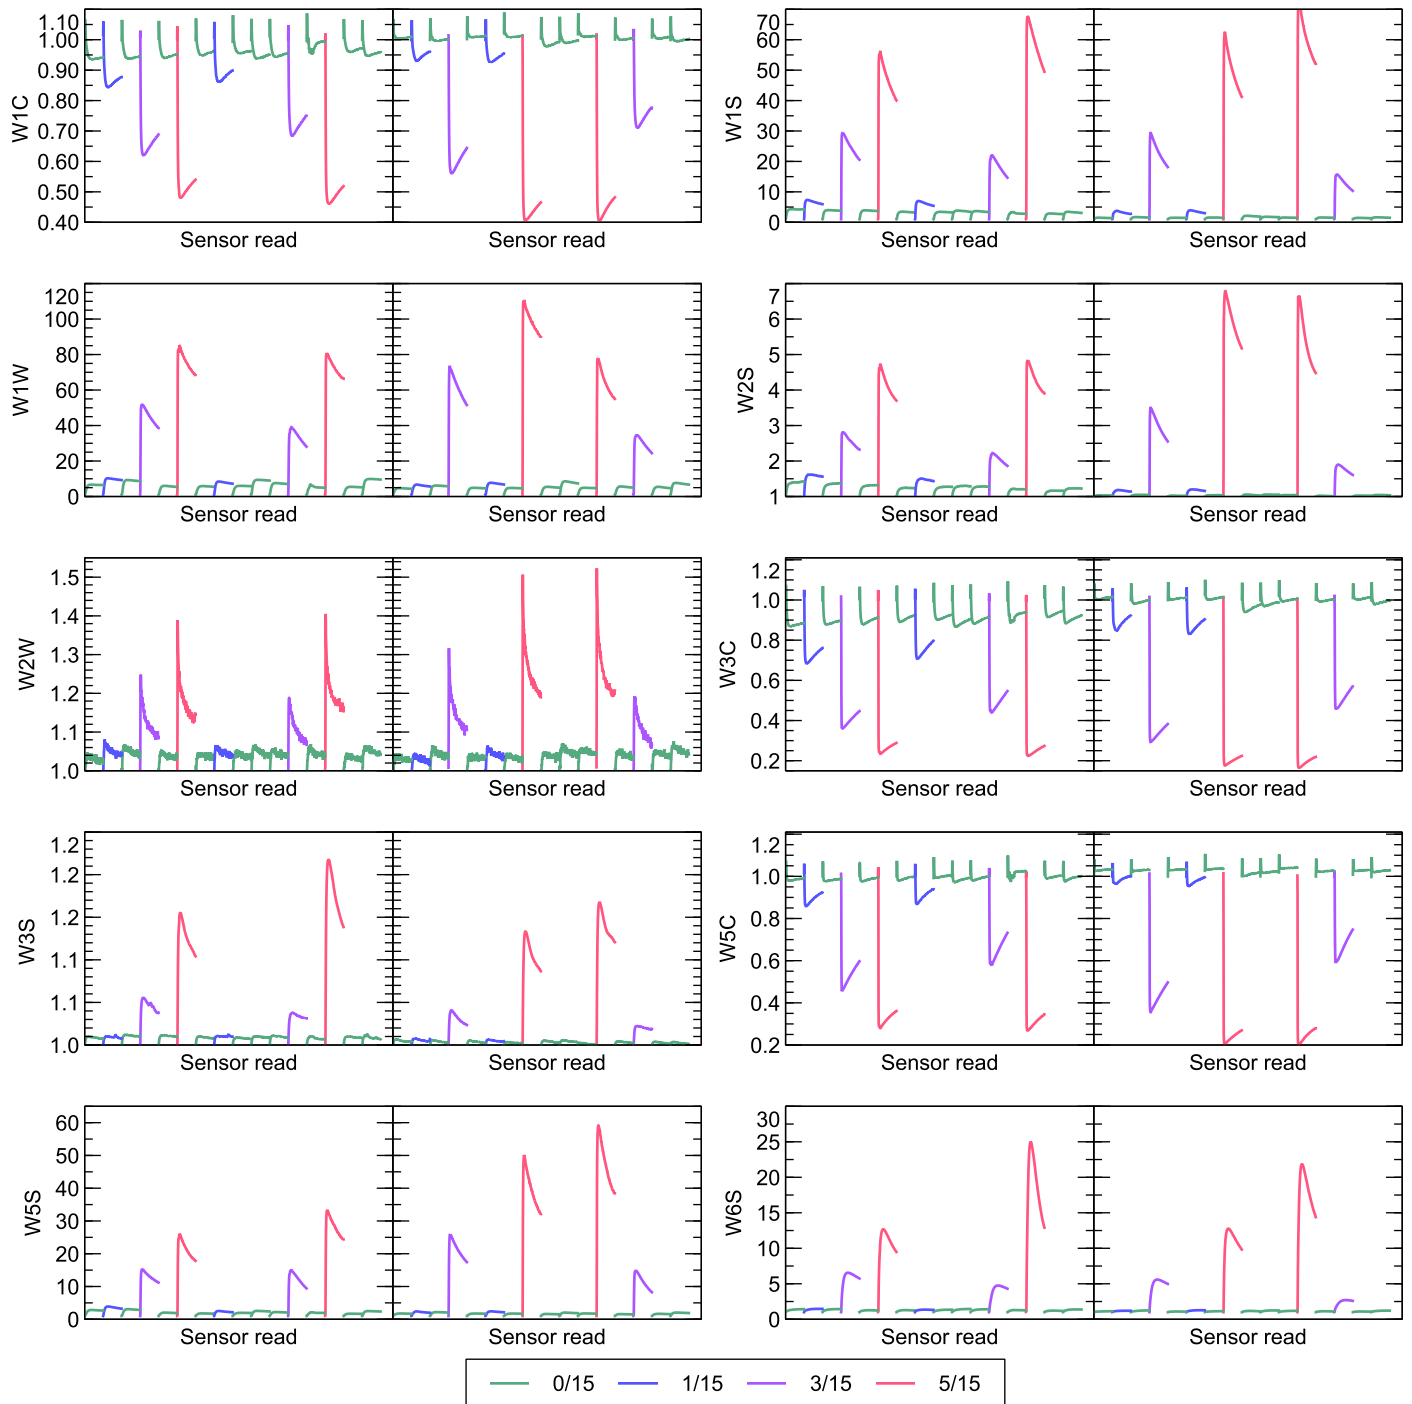 1.10
1.00
0.90
0.80
0.70
0.60
0.50
0.40
W1C
Sensor read
Sensor read
70
60
50
40
30
20
10
0
W1S
Sensor read
Sensor read
120
100
80
60
40
20
0
W1W
Sensor read
Sensor read
7
6
5
4
3
2
1
W2S
Sensor read
Sensor read
1.5
1.4
1.3
1.2
1.1
1.0
W2W
Sensor read
Sensor read
1.2
1.0
0.8
0.6
0.4
0.2
W3C
Sensor read
Sensor read
1.2
1.2
1.2
1.1
1.1
1.0
W3S
Sensor read
Sensor read
1.2
1.0
0.8
0.6
0.4
0.2
W5C
Sensor read
Sensor read
60
50
40
30
20
10
0
W5S
Sensor read
Sensor read
30
25
20
15
10
5
0
W6S
Sensor read
Sensor read
0/15 1/15 3/15 5/15